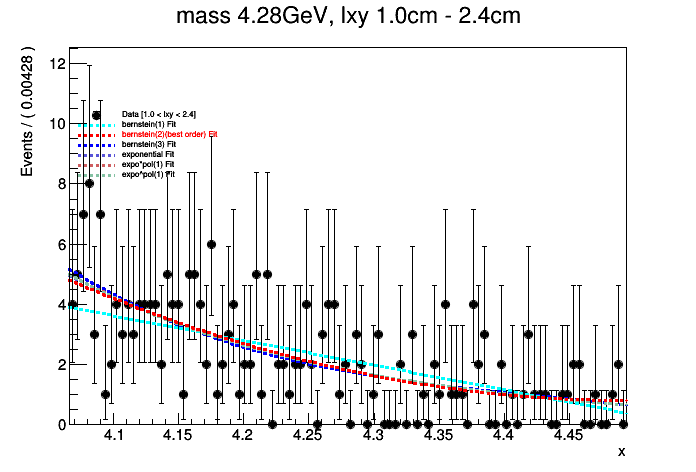 mass 4.28GeV, lxy 1.0cm - 2.4cm
Events / ( 0.00428 )
12
10
8
6
4
2
0
Data [1.0 < lxy < 2.4]
bernstein(1) Fit
bernstein(2)(best order) Fit
bernstein(3) Fit
exponential Fit
expo*pol(1) Fit
expo^pol(1) Fit
4.1 4.15 4.2 4.25 4.3 4.35 4.4 4.45
x